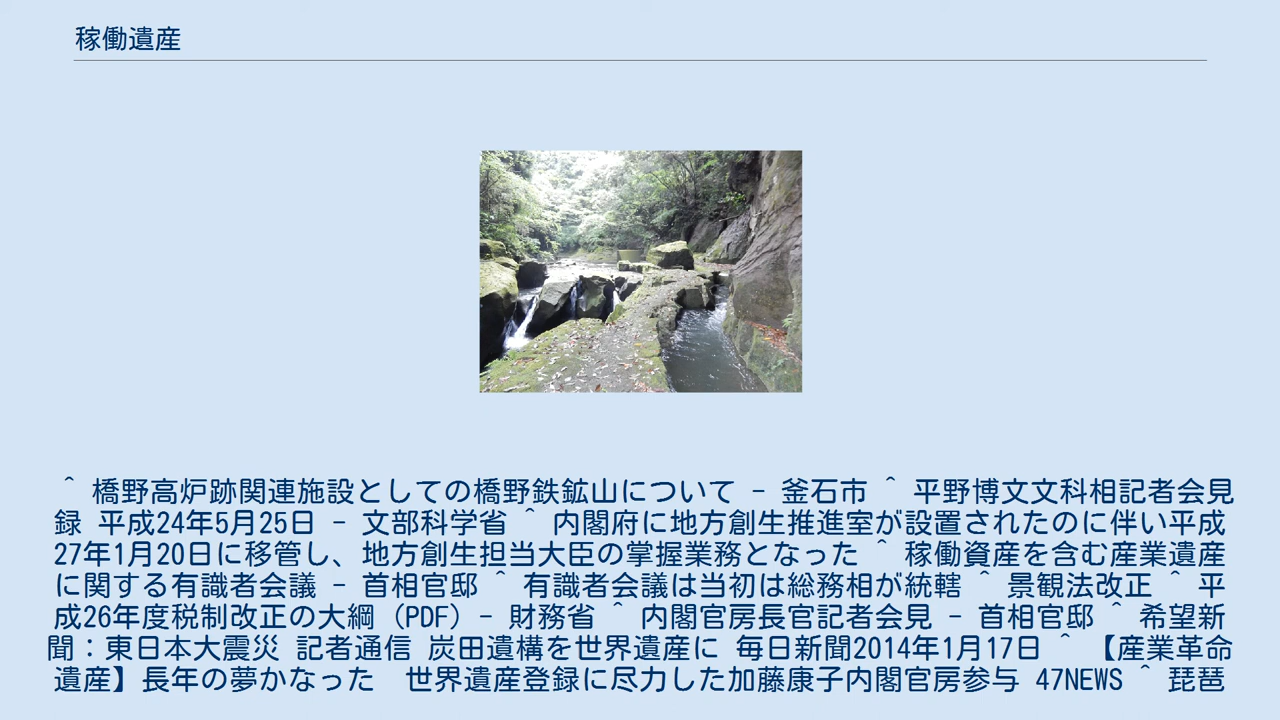 稼働遺産
^ 橋野高炉跡関連施設としての橋野鉄鉱山について - 釜石市 ^ 平野博文文科相記者会見
録 平成24年5月25日 - 文部科学省 ^ 内閣府に地方創生推進室が設置されたのに伴い平成
27年1月20日に移管し、地方創生担当大臣の掌握業務となった ^ 稼働資産を含む産業遺産
に関する有識者会議 - 首相官邸 ^ 有識者会議は当初は総務相が統轄 ^ 景観法改正 ^ 平
成26年度税制改正の大綱（PDF）- 財務省 ^ 内閣官房長官記者会見 - 首相官邸 ^ 希望新
聞：東日本大震災 記者通信 炭田遺構を世界遺産に 毎日新聞2014年1月17日 ^ 【産業革命
遺産】長年の夢かなった　世界遺産登録に尽力した加藤康子内閣官房参与 47NEWS ^ 琵琶